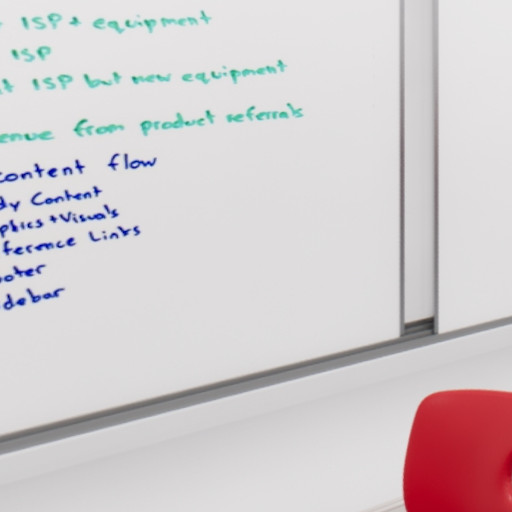 ISP + equipment
ISP
ISP but new equipment
enue from product referrals
content flow
dy Content
phics + Visuals
ference Links
ooter
debar